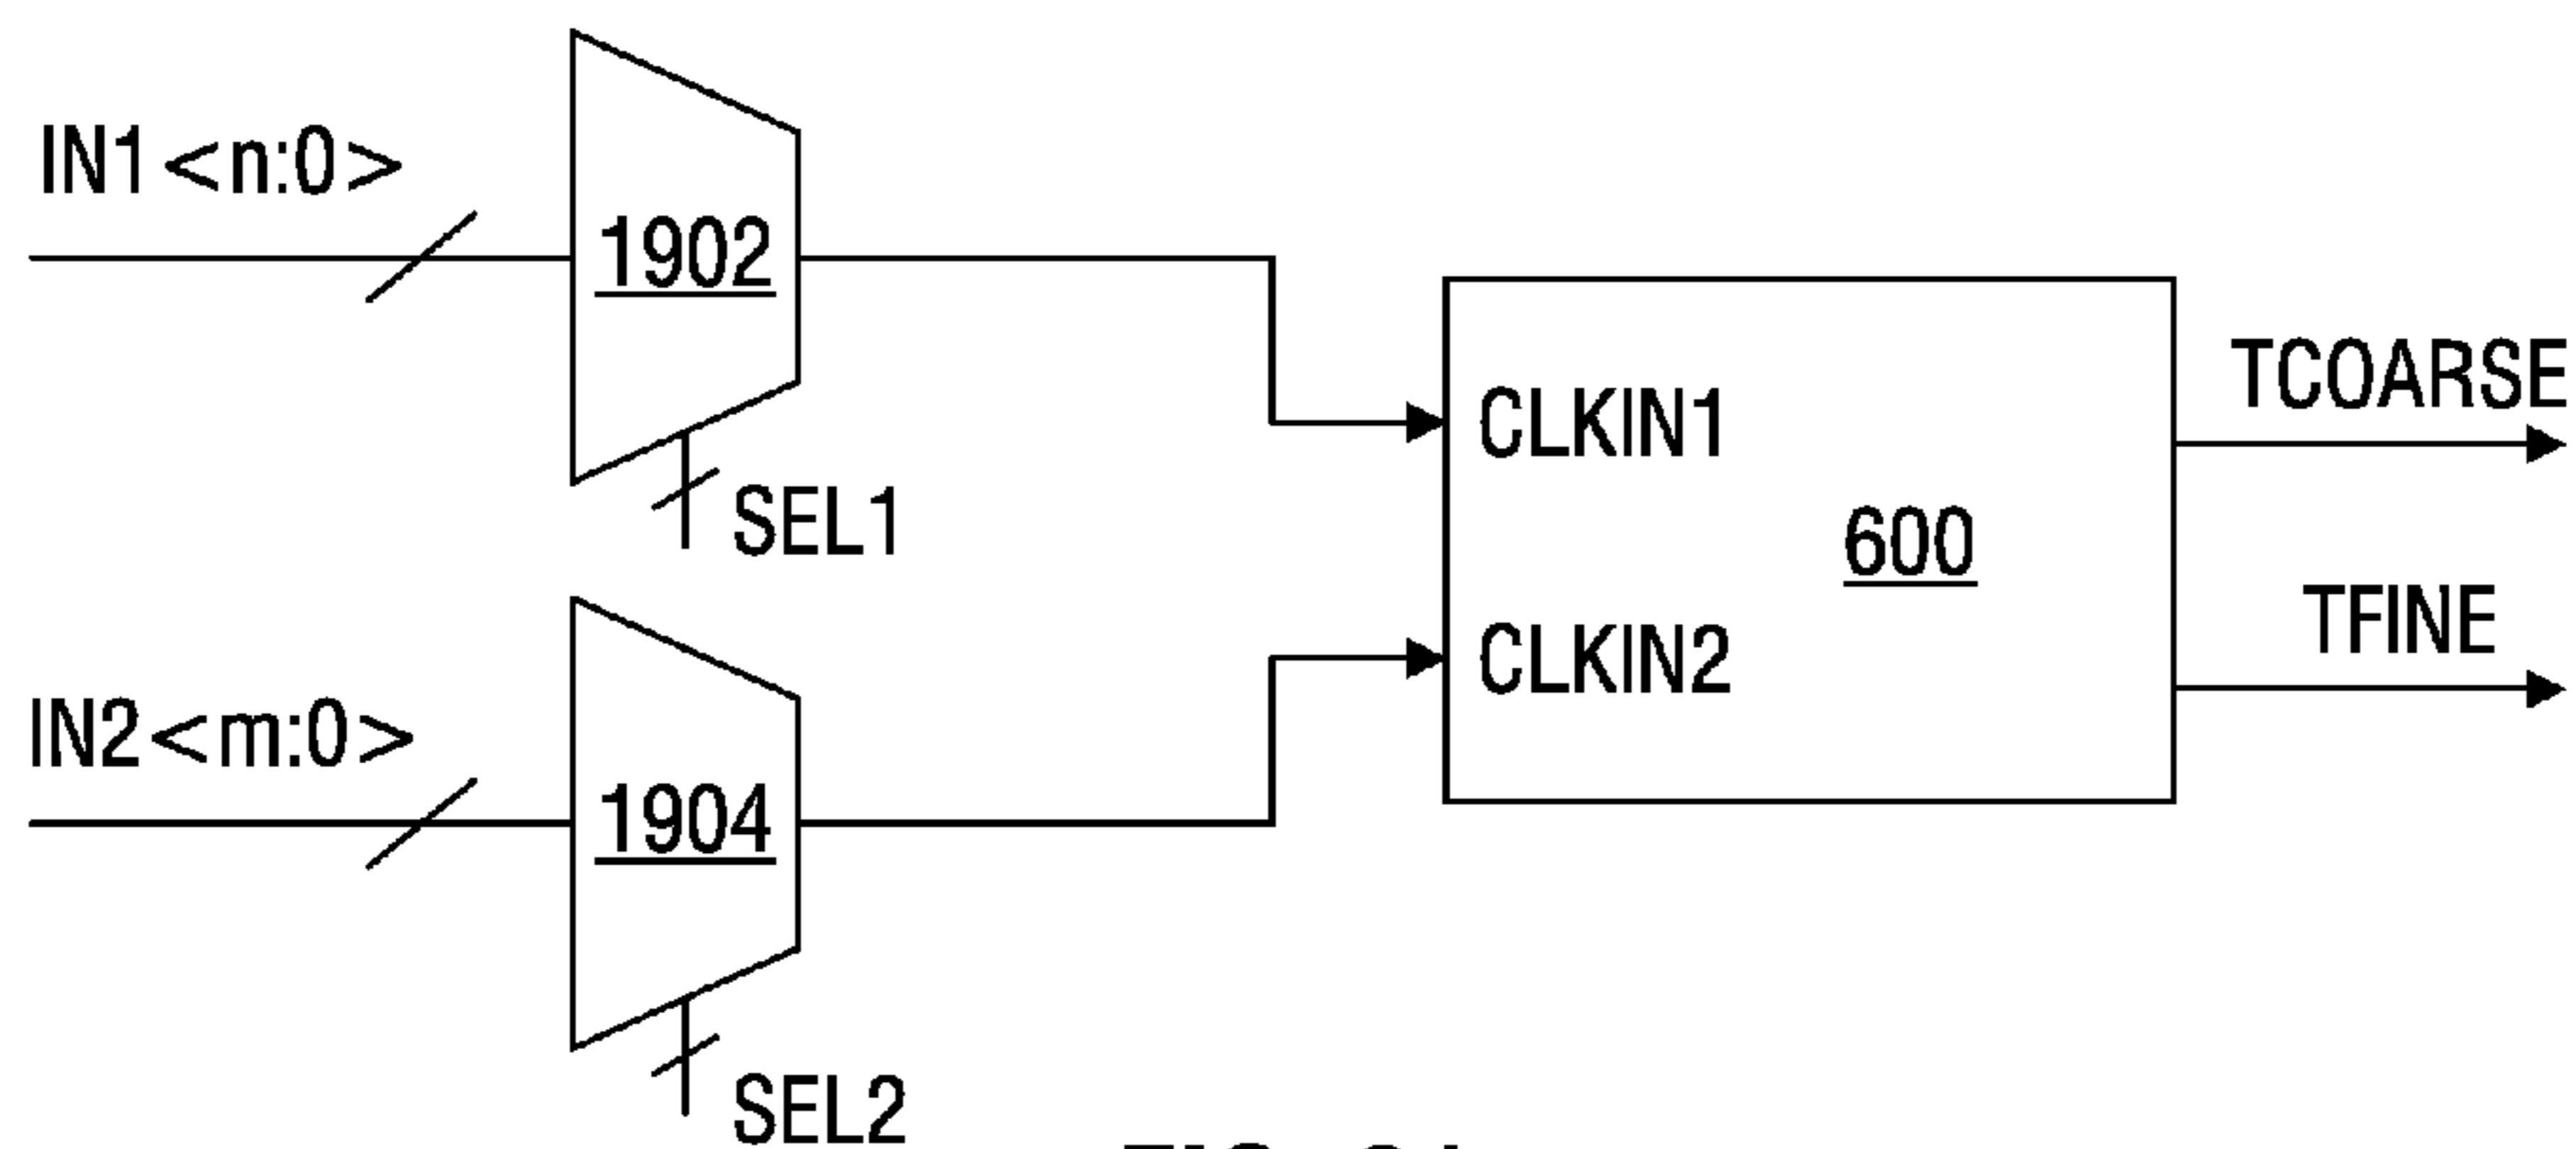 IN1<n:0>
1902
SEL1
CLKIN1
TCOARSE
600
CLKIN2
TFINE
IN2<m:0>
1904
SEL2